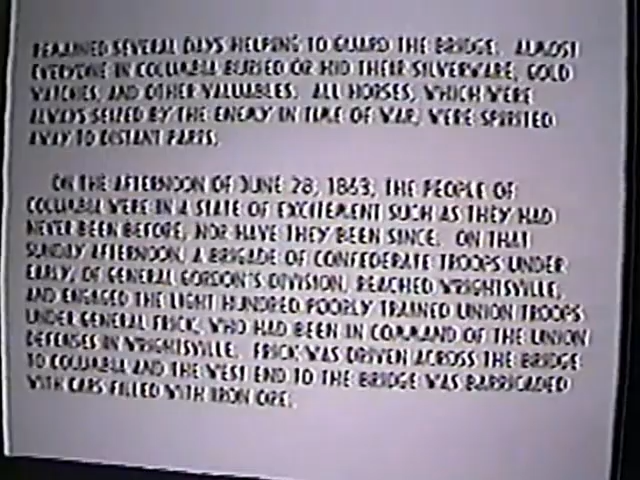 REMAINED SEVERAL DAYS HELPING TO GUARD THE BRIDGE. ALMOST
EVERYONE IN COLUMBIA BURIED OR HID THEIR SILVERWARE, GOLD
WATCHES, AND OTHER VALUABLES. ALL HORSES, WHICH WERE
ALWAYS SEIZED BY THE ENEMY IN TIME OF WAR, WERE SPIRITED
AWAY TO DISTANT PARTS.
ON THE AFTERNOON OF JUNE 28, 1863, THE PEOPLE OF
COLUMBIA WERE IN A STATE OF EXCITEMENT SUCH AS THEY HAD
NEVER BEEN BEFORE, NOR HAVE THEY BEEN SINCE. ON THAT
SUNDAY AFTERNOON, A BRIGADE OF CONFEDERATE TROOPS UNDER
EARLY, OF GENERAL GORDON'S DIVISION, REACHED WRIGHTSVILLE,
AND ENGAGED THE EIGHT HUNDRED POORLY TRAINED UNION TROOPS
UNDER GENERAL FRICK, WHO HAD BEEN IN COMMAND OF THE UNION
DEFENSES IN WRIGHTSVILLE. FRICK WAS DRIVEN ACROSS THE BRIDGE
TO COLUMBIA AND THE WEST END TO THE BRIDGE WAS BARRICADED
WITH CARS FILLED WITH IRON ORE.